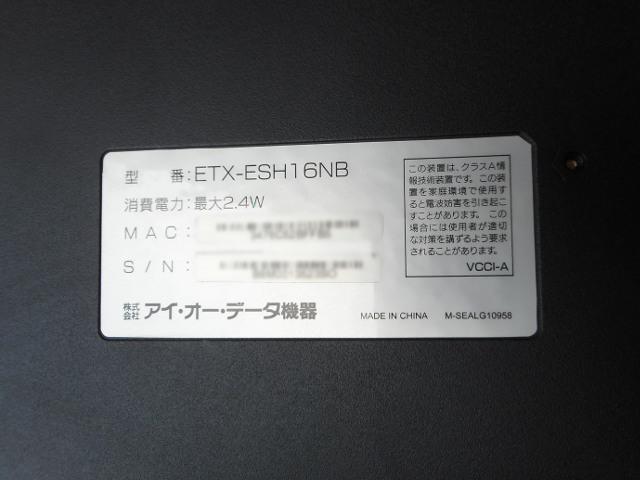 型 番:ETX-ESH16NB
消費電力:最大2.4W
MAC:
S/N:
株式会社 アイ・オー・データ機器
MADE IN CHINA
M-SEALG10958
この装置は、クラスA情
報技術装置です。この装
置を家庭環境で使用す
ると電波妨害を引き起こ
すことがあります。この
場合には使用者が適切
な対策を講ずるよう要求
されることがあります。
VCCI-A